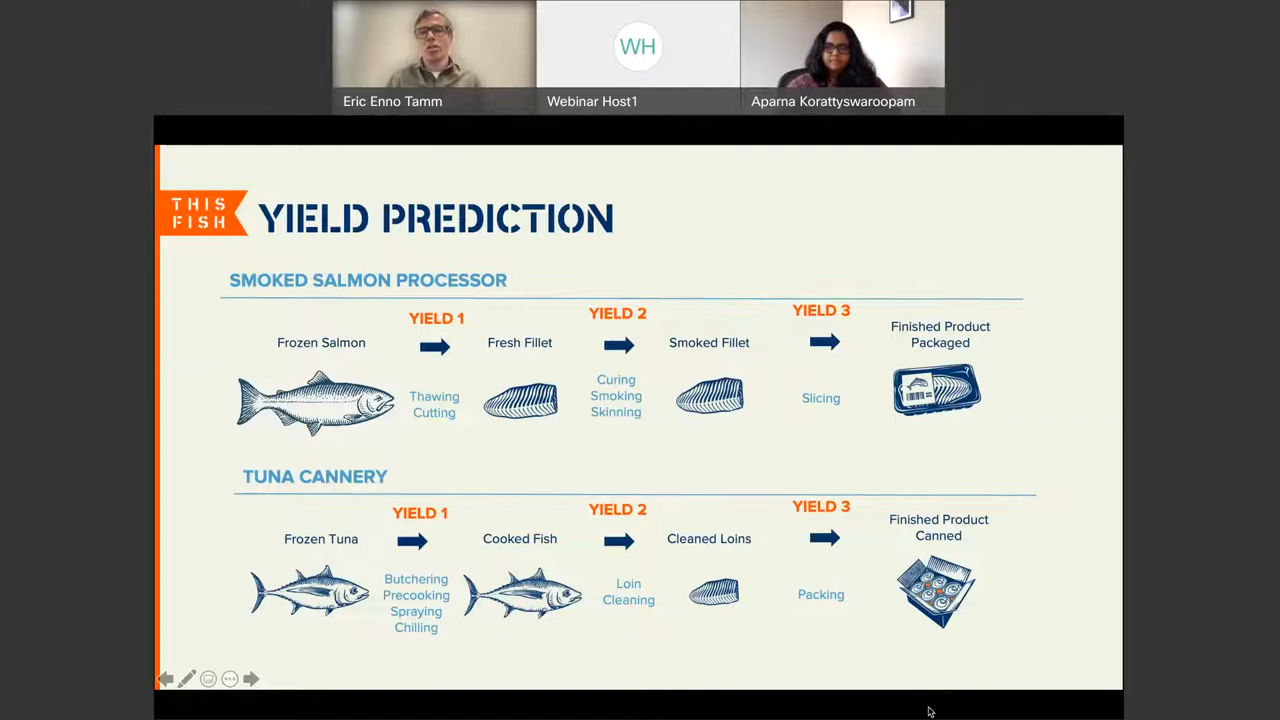 WH
Eric Enno Tamm
Webinar Host1
Aparna Korattyswaroopam
THIS
FISH
YIELD PREDICTION
SMOKED SALMON PROCESSOR
YIELD 1
YIELD 2
YIELD 3
Frozen Salmon
Fresh Fillet
Smoked Fillet
Finished Product
Packaged
Thawing
Cutting
Curing
Smoking
Skinning
Slicing
TUNA CANNERY
YIELD 1
YIELD 2
YIELD 3
Frozen Tuna
Cooked Fish
Cleaned Loins
Finished Product
Canned
Butchering
Precooking
Spraying
Chilling
Loin
Cleaning
Packing